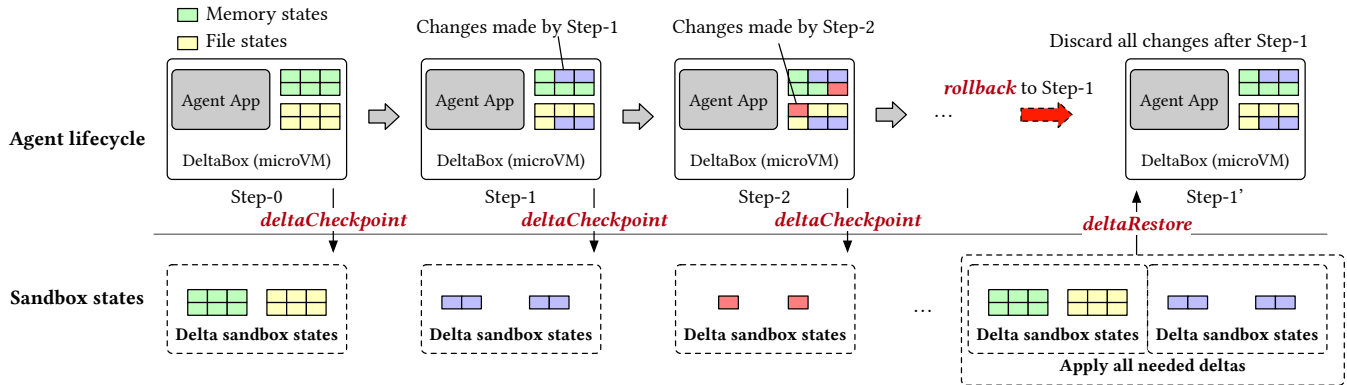 Memory states
File states
Changes made by Step-1
Changes made by Step-2
Discard all changes after Step-1
Agent lifecycle
Agent App
DeltaBox (microVM)
Step-0
Agent App
DeltaBox (microVM)
Step-1
Agent App
DeltaBox (microVM)
Step-2
...
rollback to Step-1
Agent App
DeltaBox (microVM)
Step-1’
deltaCheckpoint
deltaCheckpoint
deltaCheckpoint
deltaRestore
Sandbox states
Delta sandbox states
Delta sandbox states
Delta sandbox states
...
Delta sandbox states
Delta sandbox states
Apply all needed deltas